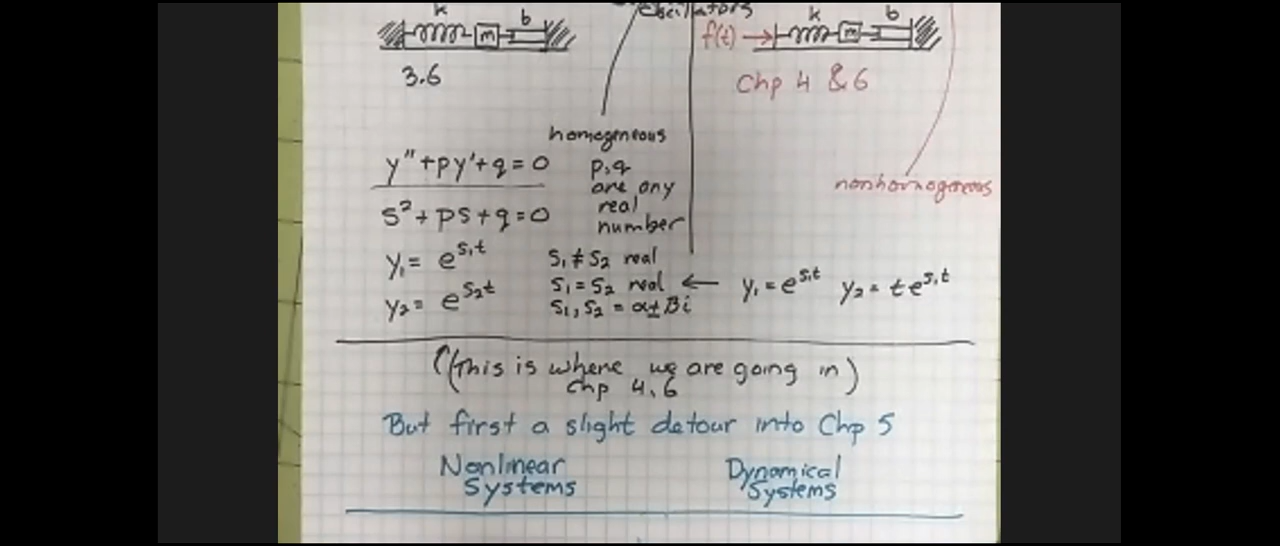 oscillators
k b
m
3.6
f(t) → k b
m
Chp 4 & 6
homogeneous
p,q
are any
real
number
nonhomogeneous
y'' + py' + q = 0
s² + ps + q = 0
y₁ = e^{s₁t}
y₂ = e^{s₂t}
s₁ ≠ s₂ real
s₁ = s₂ real ← y₁ = e^{s₁t} y₂ = te^{s₁t}
s₁, s₂ = α ± βi
(This is where we are going in)
Chp 4,6
But first a slight detour into Chp 5
Nonlinear
Systems
Dynamical
Systems